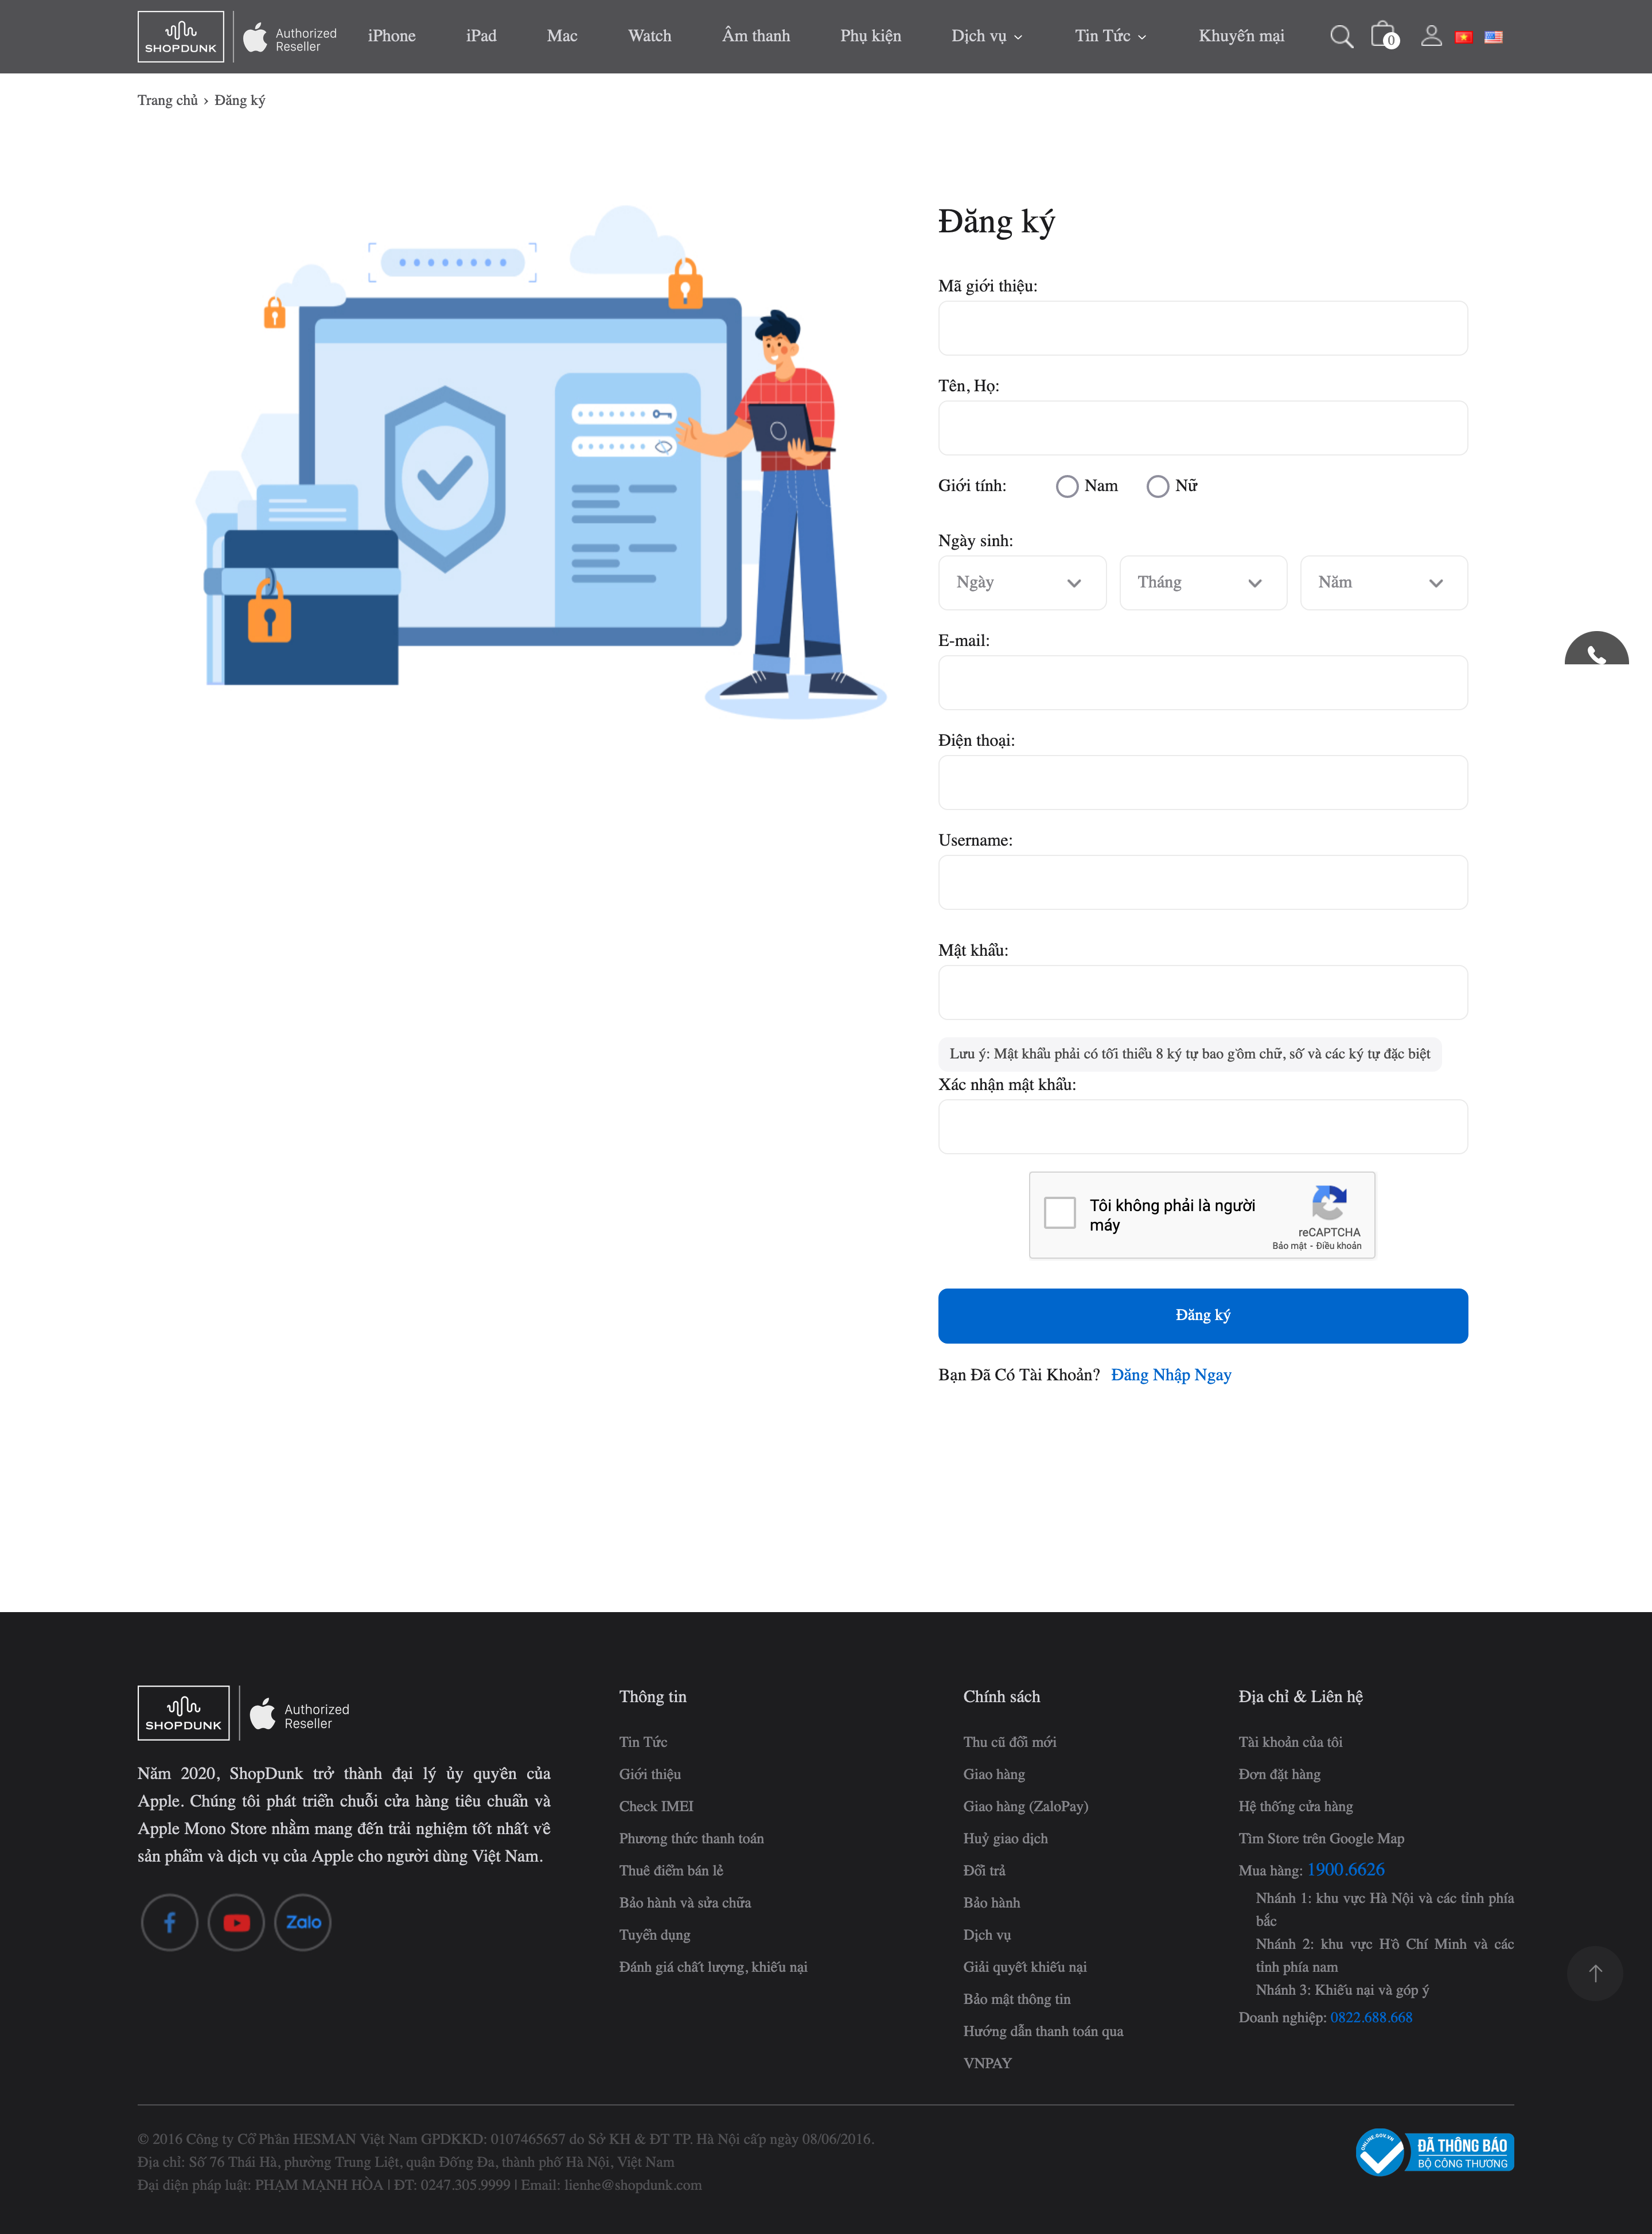 SHOPDUNK
Authorized
Reseller
iPhone
iPad
Mac
Watch
Âm thanh
Phụ kiện
Dịch vụ
Tin Tức
Khuyến mại
0
Trang chủ › Đăng ký
Đăng ký
Mã giới thiệu:
Tên, Họ:
Giới tính:
Nam
Nữ
Ngày sinh:
Ngày
Tháng
Năm
E-mail:
Điện thoại:
Username:
Mật khẩu:
Lưu ý: Mật khẩu phải có tối thiểu 8 ký tự bao gồm chữ, số và các ký tự đặc biệt
Xác nhận mật khẩu:
Tôi không phải là người
máy
reCAPTCHA
Bảo mật - Điều khoản
Đăng ký
Bạn Đã Có Tài Khoản? Đăng Nhập Ngay
SHOPDUNK
Authorized
Reseller
Năm 2020, ShopDunk trở thành đại lý ủy quyền của
Apple. Chúng tôi phát triển chuỗi cửa hàng tiêu chuẩn và
Apple Mono Store nhằm mang đến trải nghiệm tốt nhất về
sản phẩm và dịch vụ của Apple cho người dùng Việt Nam.
Zalo
Thông tin
Tin Tức
Giới thiệu
Check IMEI
Phương thức thanh toán
Thuê điểm bán lẻ
Bảo hành và sửa chữa
Tuyển dụng
Đánh giá chất lượng, khiếu nại
Chính sách
Thu cũ đổi mới
Giao hàng
Giao hàng (ZaloPay)
Huỷ giao dịch
Đổi trả
Bảo hành
Dịch vụ
Giải quyết khiếu nại
Bảo mật thông tin
Hướng dẫn thanh toán qua
VNPAY
Địa chỉ & Liên hệ
Tài khoản của tôi
Đơn đặt hàng
Hệ thống cửa hàng
Tìm Store trên Google Map
Mua hàng: 1900.6626
Nhánh 1: khu vực Hà Nội và các tỉnh phía
bắc
Nhánh 2: khu vực Hồ Chí Minh và các
tỉnh phía nam
Nhánh 3: Khiếu nại và góp ý
Doanh nghiệp: 0822.688.668
© 2016 Công ty Cổ Phần HESMAN Việt Nam GPDKKD: 0107465657 do Sở KH & ĐT TP. Hà Nội cấp ngày 08/06/2016.
Địa chỉ: Số 76 Thái Hà, phường Trung Liệt, quận Đống Đa, thành phố Hà Nội, Việt Nam
Đại diện pháp luật: PHẠM MẠNH HÒA | ĐT: 0247.305.9999 | Email: lienhe@shopdunk.com
ONLINE.GOV.VN
ĐÃ THÔNG BÁO
BỘ CÔNG THƯƠNG